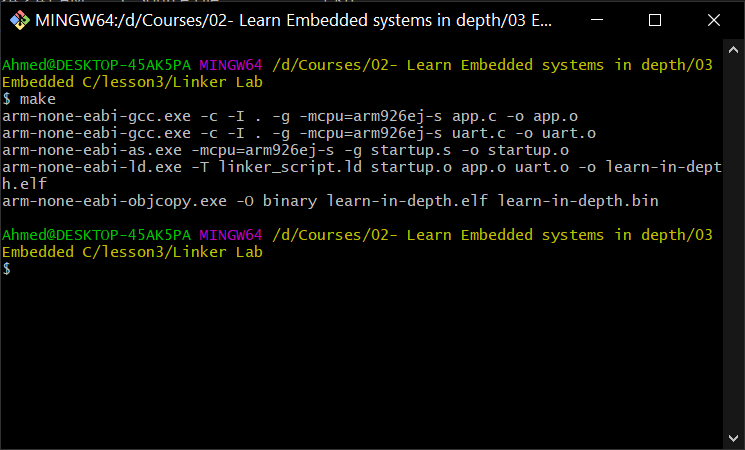 MINGW64:/d/Courses/02- Learn Embedded systems in depth/03 E...
Ahmed@DESKTOP-45AK5PA MINGW64 /d/Courses/02- Learn Embedded systems in depth/03
Embedded C/lesson3/Linker Lab
$ make
arm-none-eabi-gcc.exe -c -I . -g -mcpu=arm926ej-s app.c -o app.o
arm-none-eabi-gcc.exe -c -I . -g -mcpu=arm926ej-s uart.c -o uart.o
arm-none-eabi-as.exe -mcpu=arm926ej-s -g startup.s -o startup.o
arm-none-eabi-ld.exe -T linker_script.ld startup.o app.o uart.o -o learn-in-dept
h.elf
arm-none-eabi-objcopy.exe -O binary learn-in-depth.elf learn-in-depth.bin
Ahmed@DESKTOP-45AK5PA MINGW64 /d/Courses/02- Learn Embedded systems in depth/03
Embedded C/lesson3/Linker Lab
$